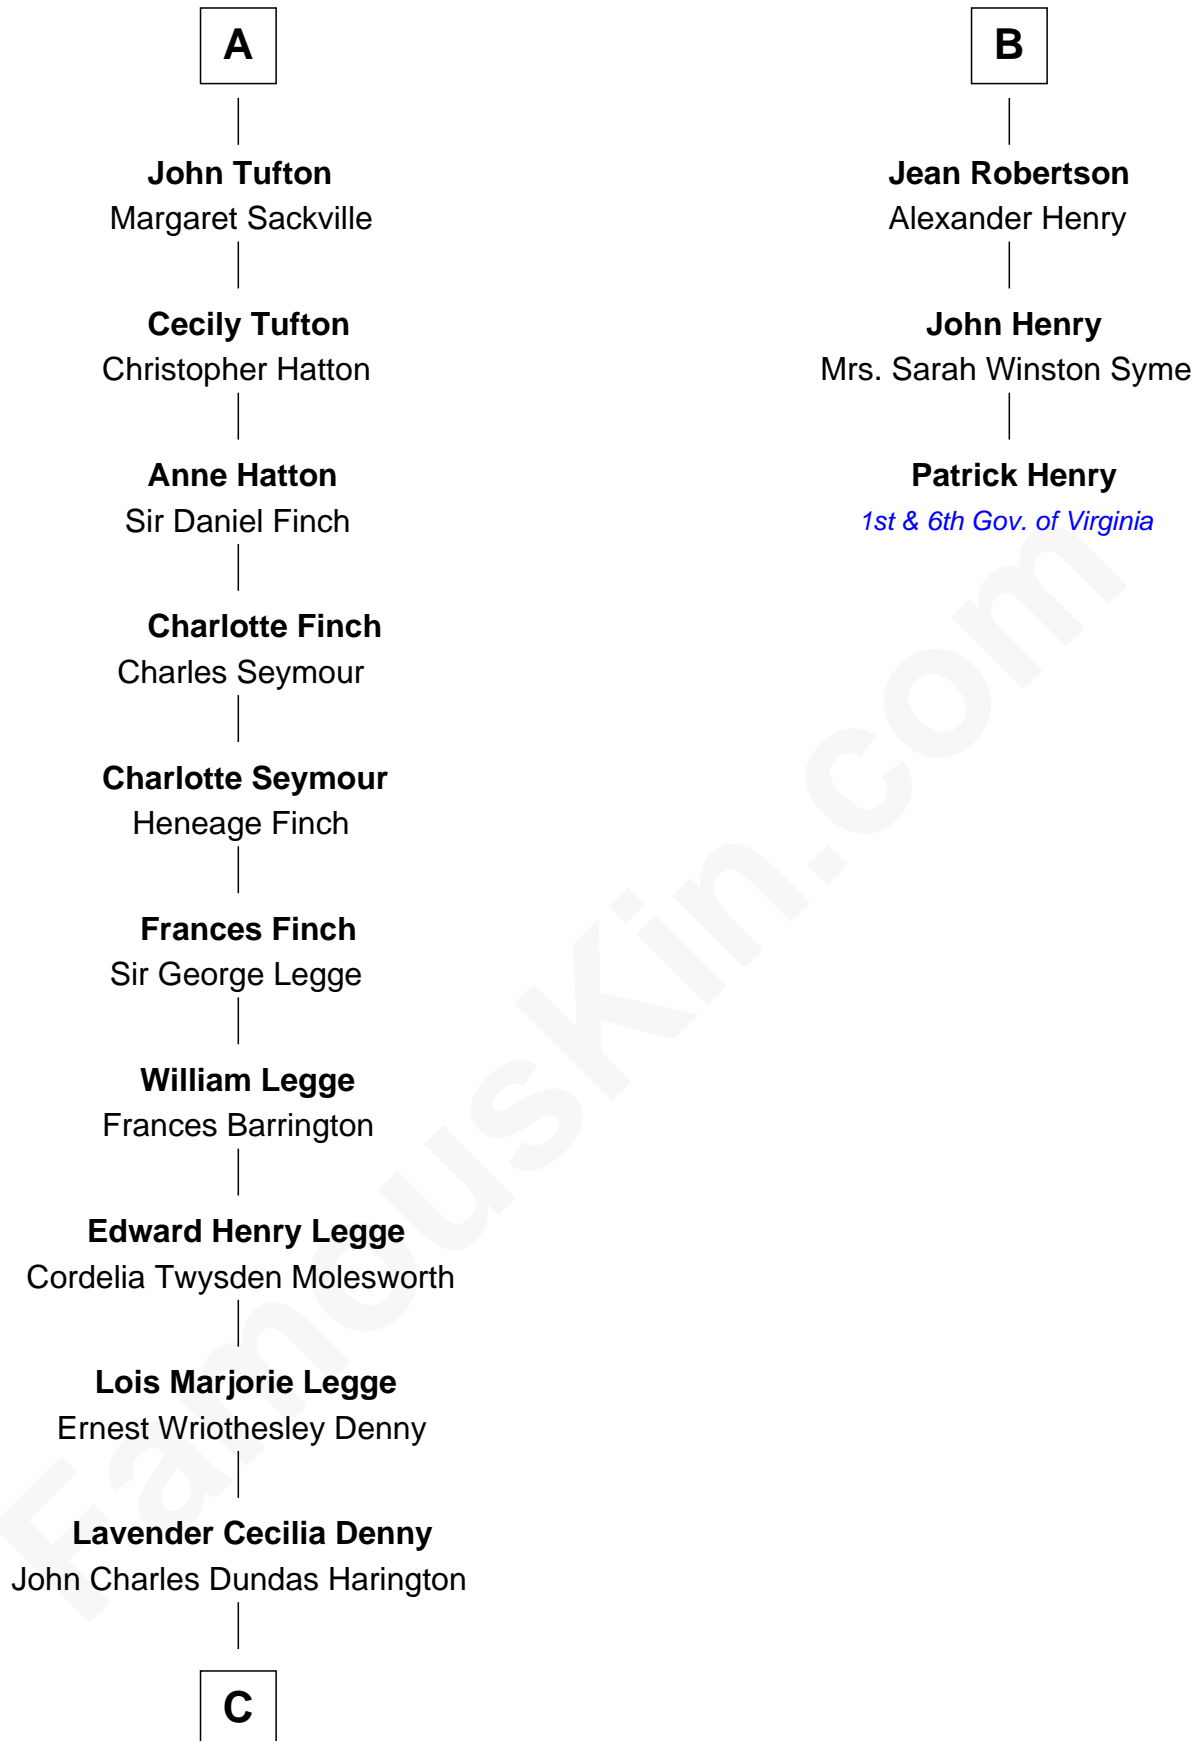 A
John Tufton
Margaret Sackville
Cecily Tufton
Christopher Hatton
Anne Hatton
Sir Daniel Finch
Charlotte Finch
Charles Seymour
Charlotte Seymour
Heneage Finch
Frances Finch
Sir George Legge
William Legge
Frances Barrington
Edward Henry Legge
Cordelia Twysden Molesworth
Lois Marjorie Legge
Ernest Wriothesley Denny
Lavender Cecilia Denny
John Charles Dundas Harington
C
B
Jean Robertson
Alexander Henry
John Henry
Mrs. Sarah Winston Syme
Patrick Henry
1st & 6th Gov. of Virginia
FamousKin.com